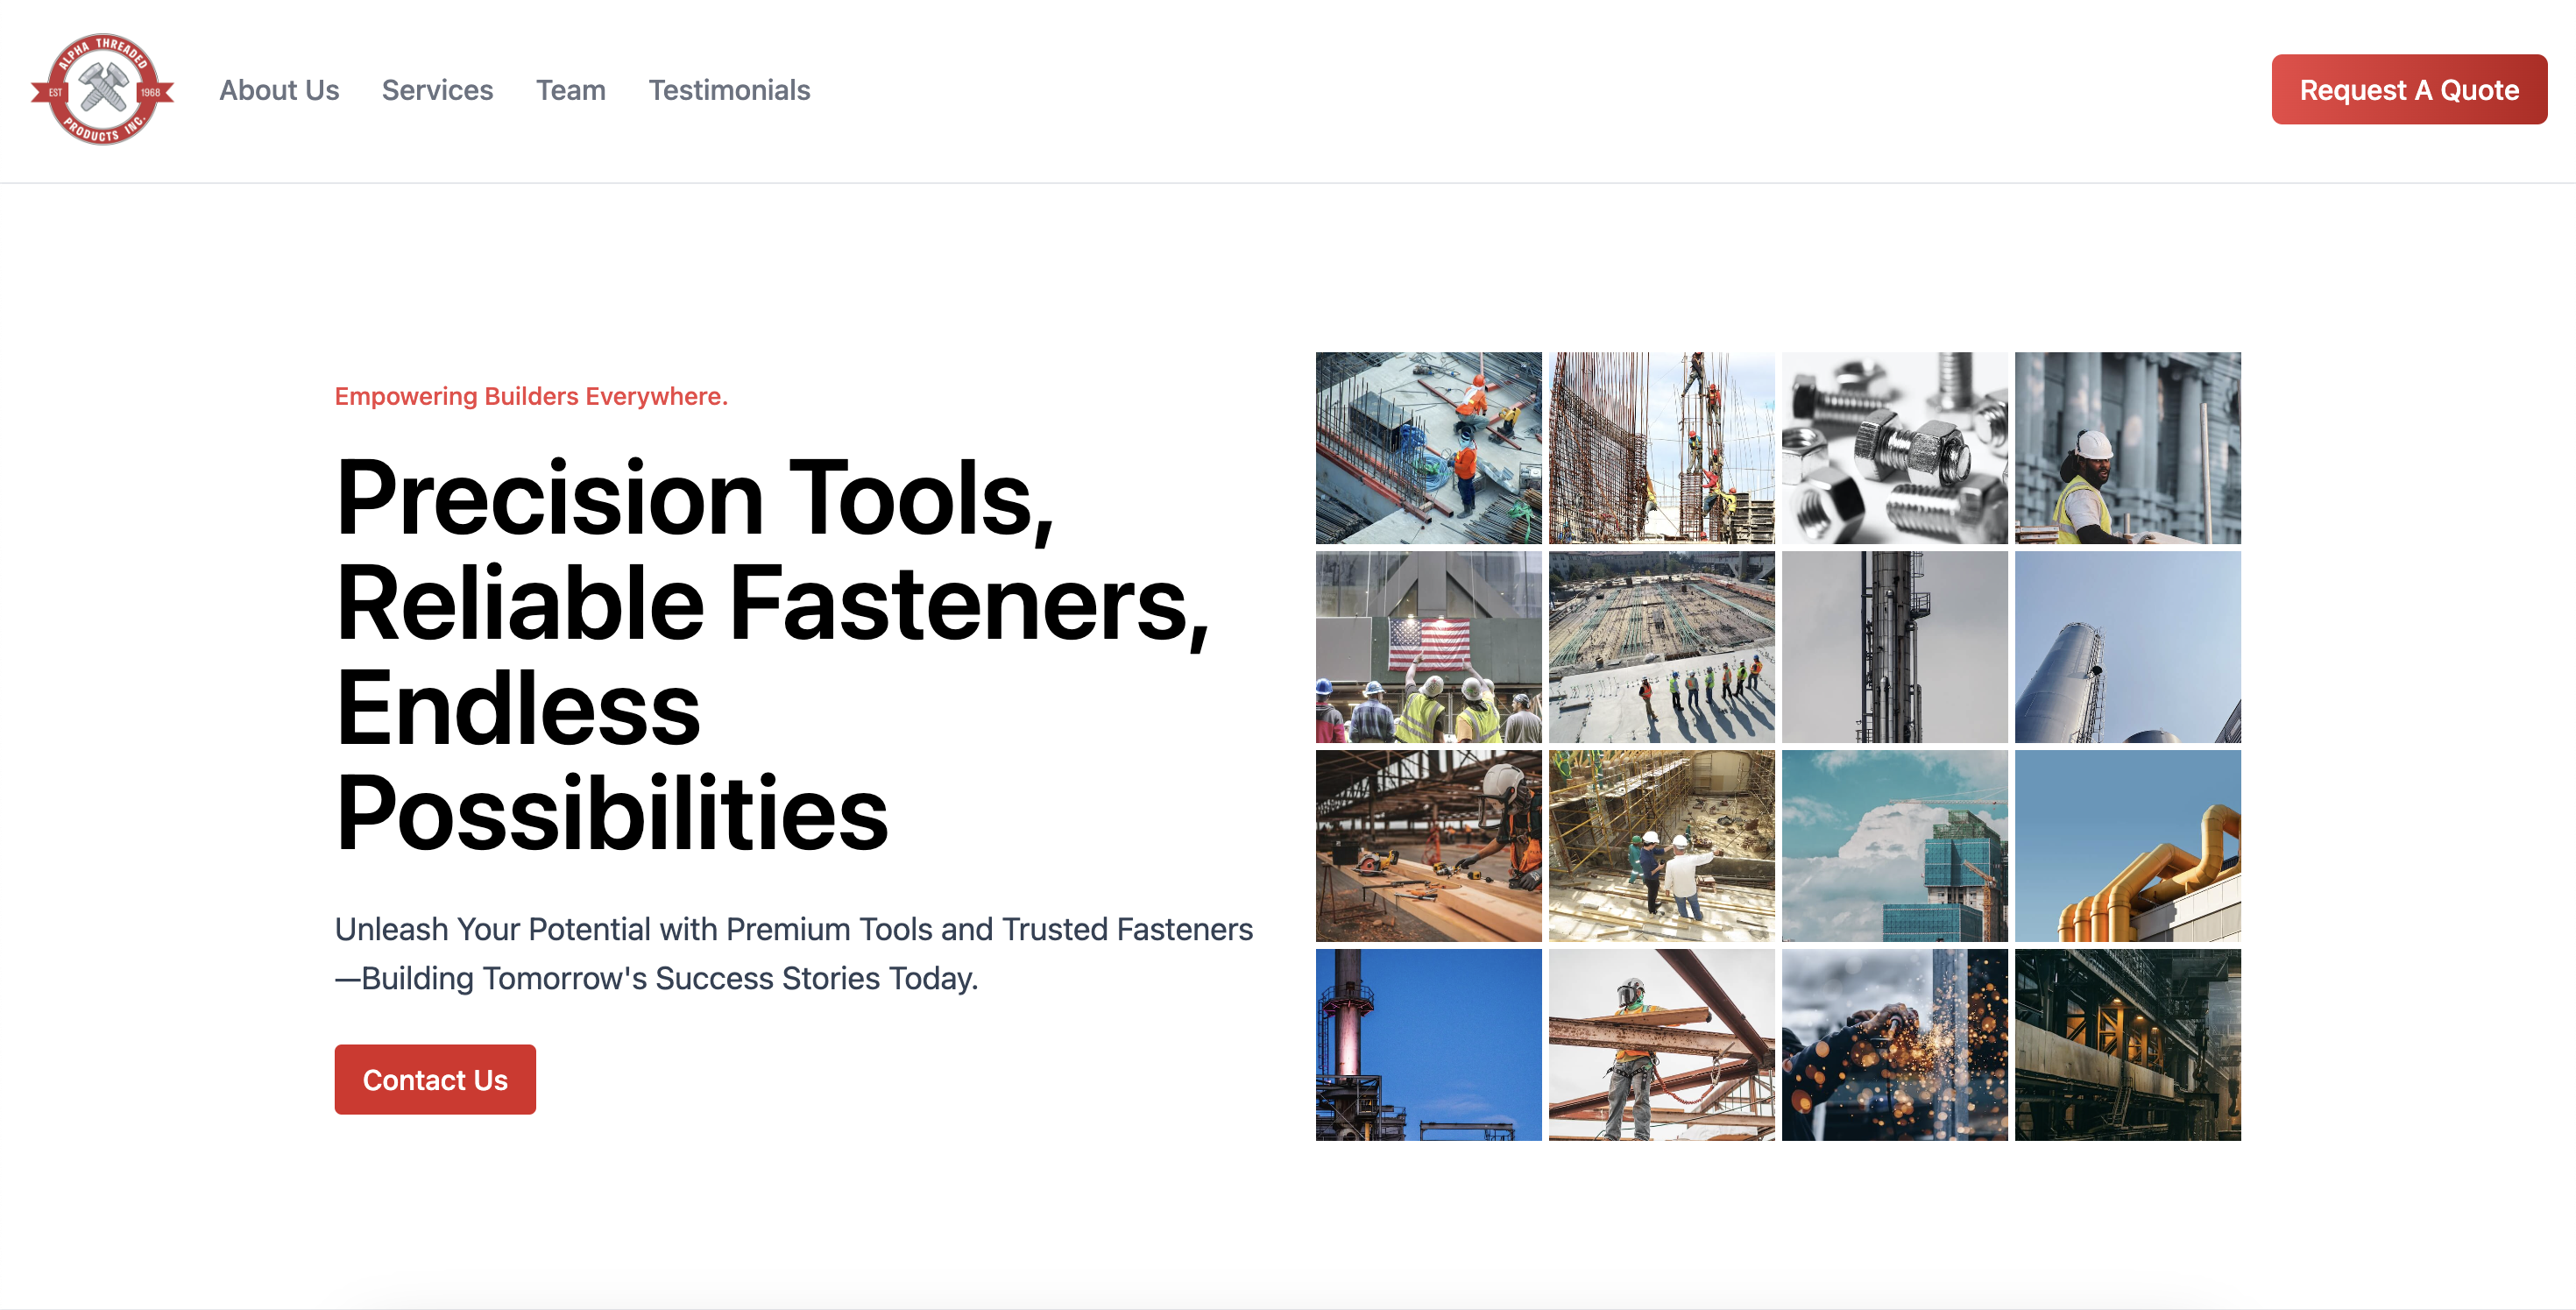 ALPHA THREADED
EST 1968
PRODUCTS INC.
About Us
Services
Team
Testimonials
Request A Quote
Empowering Builders Everywhere.
Precision Tools,
Reliable Fasteners,
Endless
Possibilities
Unleash Your Potential with Premium Tools and Trusted Fasteners
—Building Tomorrow's Success Stories Today.
Contact Us